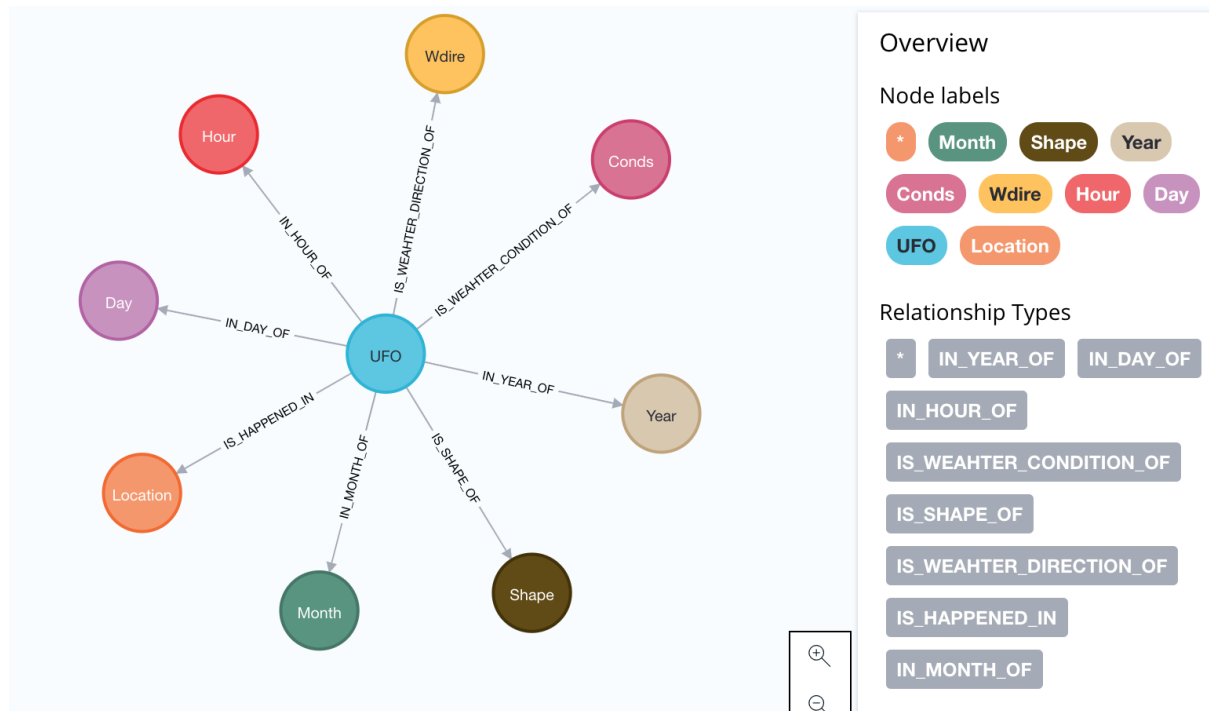 Wdire
Hour
Conds
IS_WEAHTER_DIRECTION_OF
IN_HOUR_OF
IS_WEAHTER_CONDITION_OF
Day
IN_DAY_OF
UFO
IN_YEAR_OF
Year
IS_HAPPENED_IN
IN_MONTH_OF
IS_SHAPE_OF
Location
Month
Shape
Overview
Node labels
* Month Shape Year
Conds Wdire Hour Day
UFO Location
Relationship Types
* IN_YEAR_OF IN_DAY_OF
IN_HOUR_OF
IS_WEAHTER_CONDITION_OF
IS_SHAPE_OF
IS_WEAHTER_DIRECTION_OF
IS_HAPPENED_IN
IN_MONTH_OF